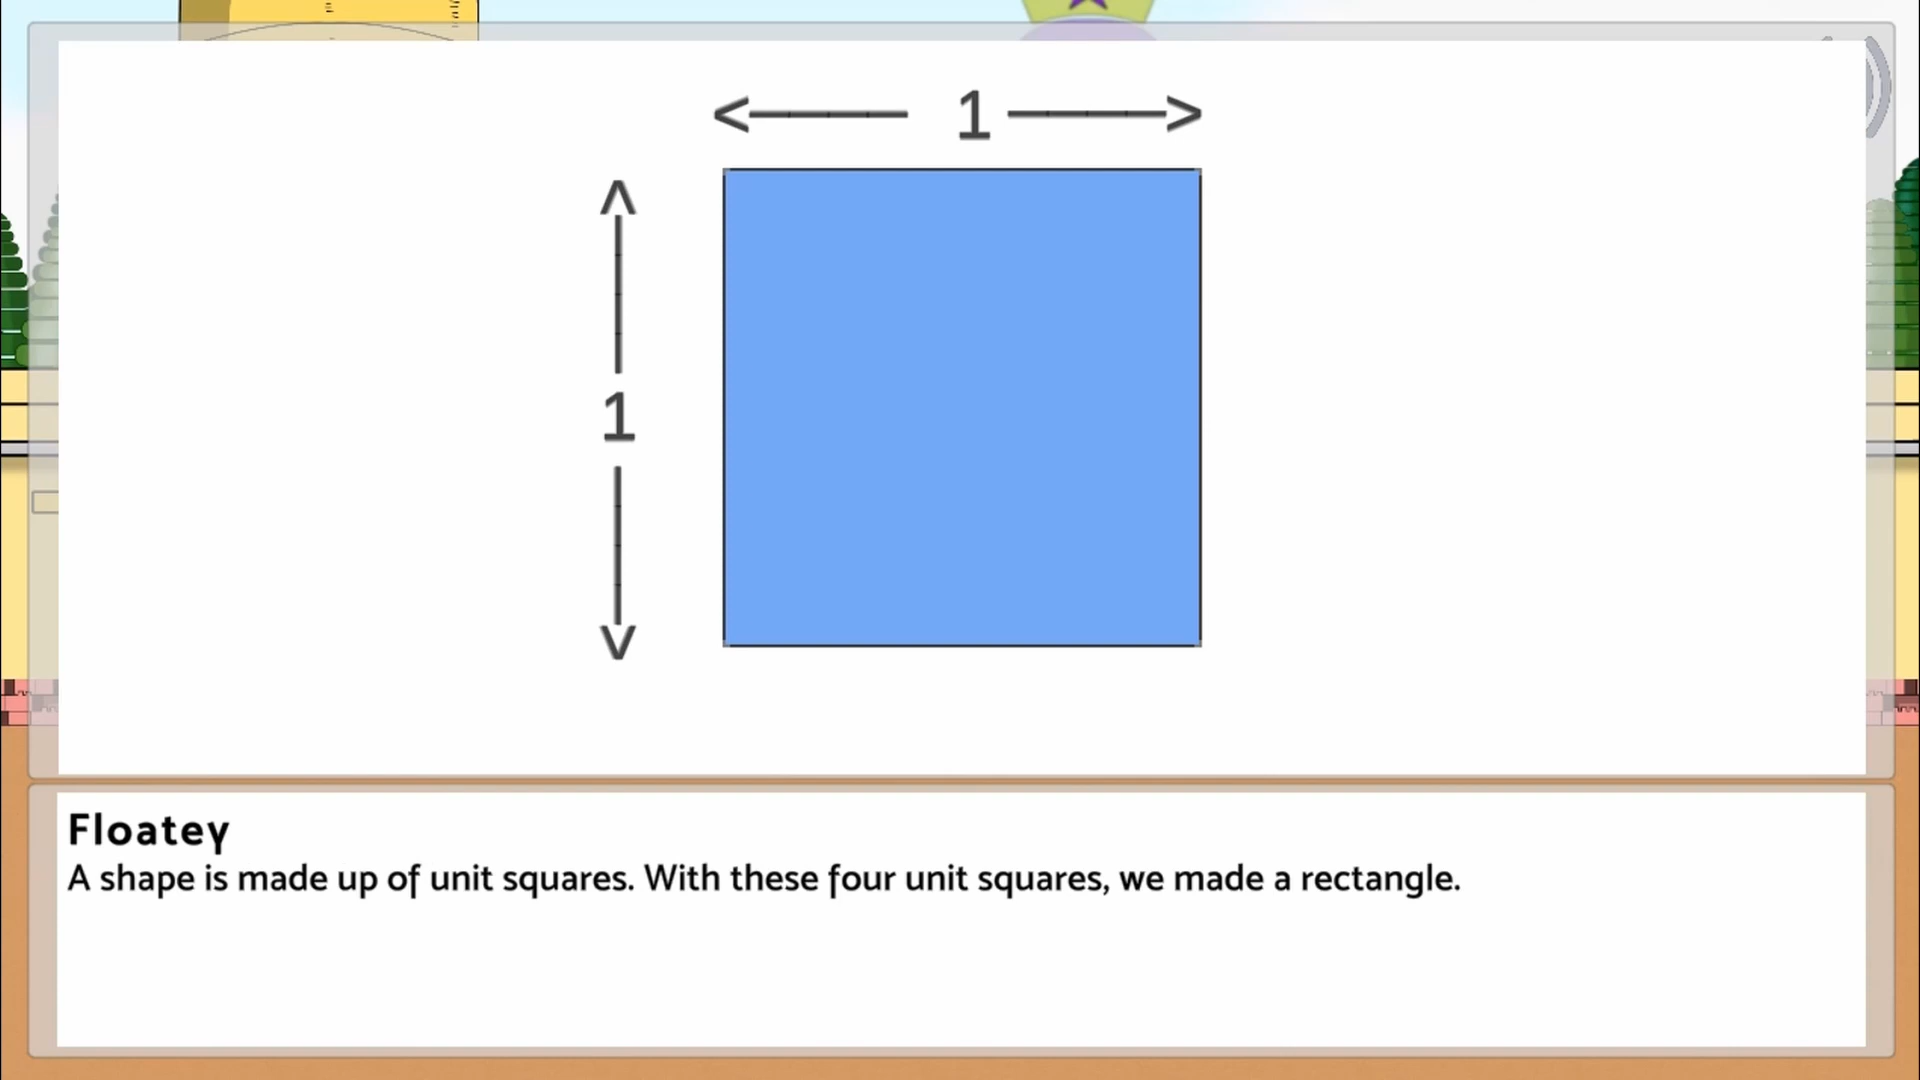 < 1 >
1
Floatey
A shape is made up of unit squares. With these four unit squares, we made a rectangle.